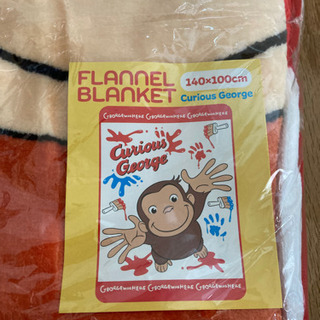 FLANNEL
BLANKET
140×100cm
Curious George
Curious
George